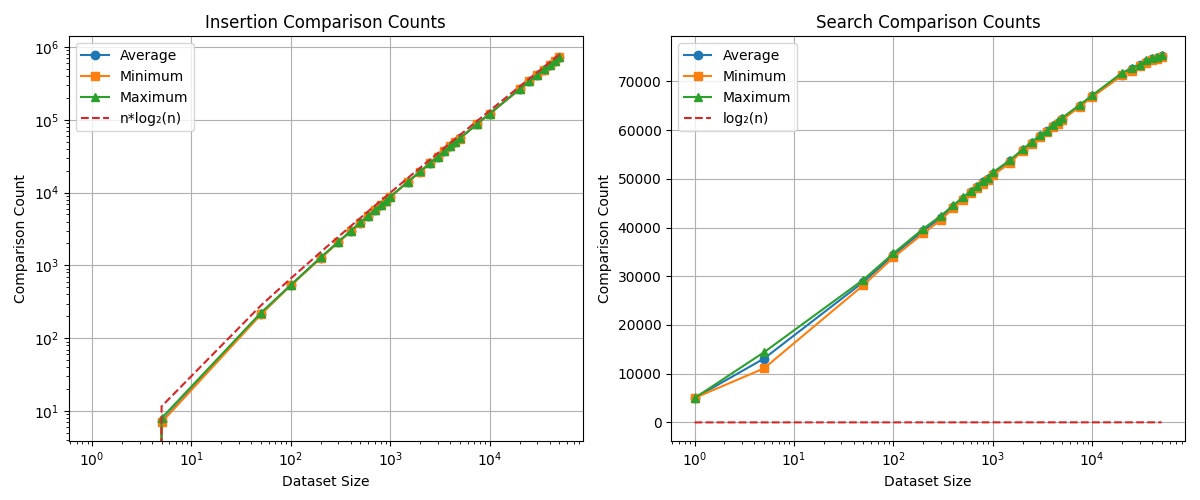 Insertion Comparison Counts
Comparison Count
10⁶
10⁵
10⁴
10³
10²
10¹
Average
Minimum
Maximum
n*log₂(n)
10⁰ 10¹ 10² 10³ 10⁴
Dataset Size
Search Comparison Counts
Comparison Count
70000
60000
50000
40000
30000
20000
10000
0
Average
Minimum
Maximum
log₂(n)
10⁰ 10¹ 10² 10³ 10⁴
Dataset Size